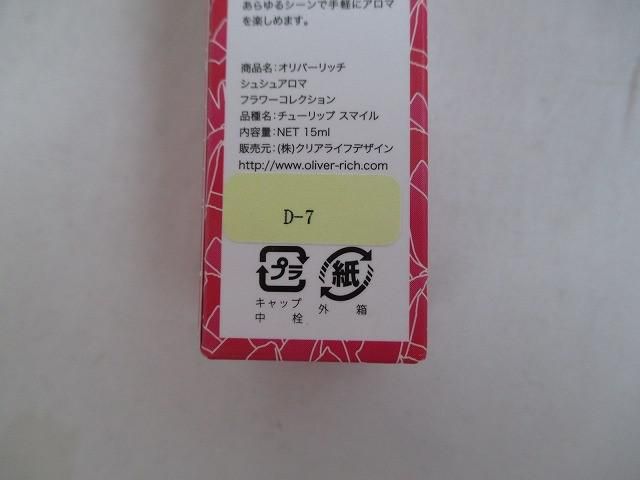 あらゆるシーンで手軽にアロマ
を楽しめます。
商品名:オリバーリッチ
シュシュアロマ
フラワーコレクション
品種名:チューリップ スマイル
内容量:NET 15ml
販売元:(株)クリアライフデザイン
http://www.oliver-rich.com
D-7
プラ 紙
キャップ 外 箱
中 栓